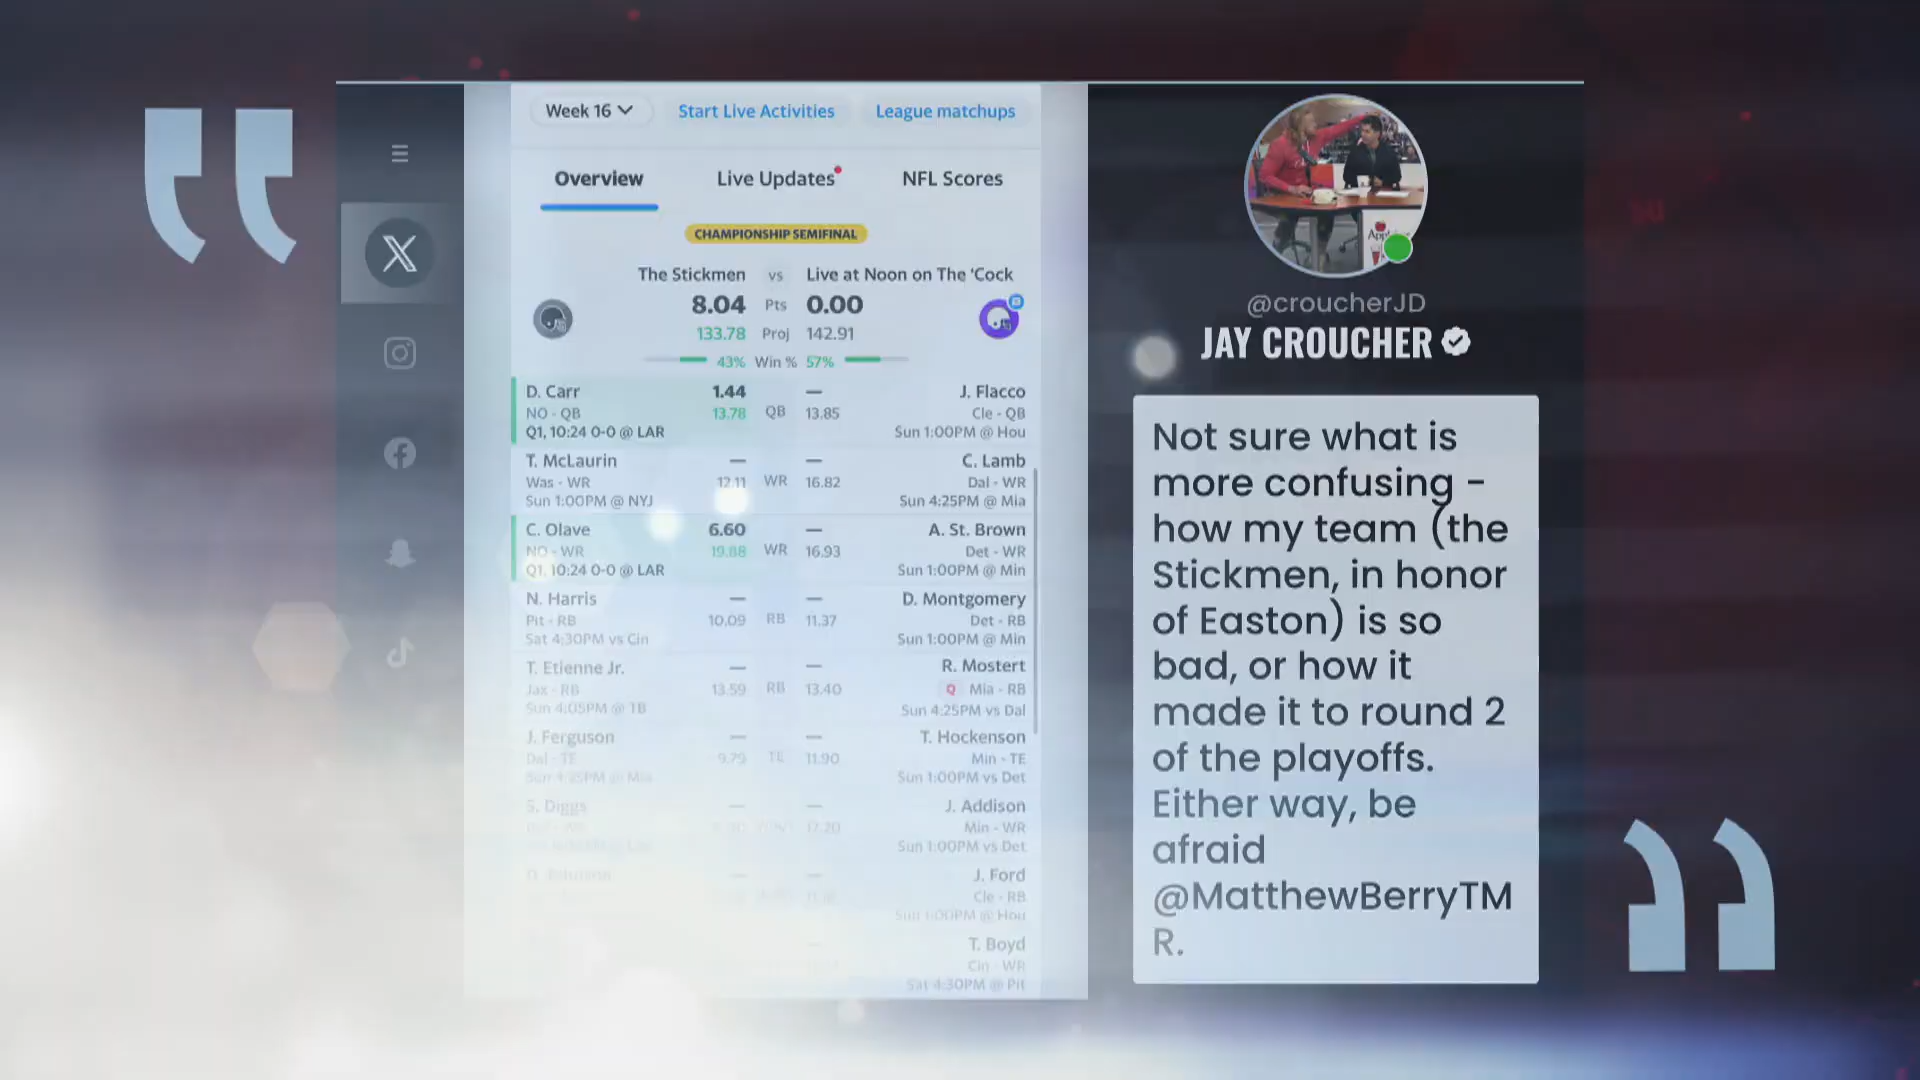 Week 16
Start Live Activities
League matchups
Overview
Live Updates
NFL Scores
CHAMPIONSHIP SEMIFINAL
The Stickmen vs Live at Noon on The 'Cock
8.04 Pts 0.00
133.78 Proj 142.91
43% Win % 57%
D. Carr 1.44 — J. Flacco
NO - QB 13.78 QB 13.85 Cle - QB
Q1, 10:24 0-0 @ LAR Sun 1:00PM @ Hou
T. McLaurin — — C. Lamb
Was - WR 12.11 WR 16.82 Dal - WR
Sun 1:00PM @ NYJ Sun 4:25PM @ Mia
C. Olave 6.60 — A. St. Brown
NO - WR 19.88 WR 16.93 Det - WR
Q1, 10:24 0-0 @ LAR Sun 1:00PM @ Min
N. Harris — — D. Montgomery
Pit - RB 10.09 RB 11.37 Det - RB
Sat 4:30PM vs Cin Sun 1:00PM @ Min
T. Etienne Jr. — — R. Mostert
Jax - RB 13.59 RB 13.40 Q Mia - RB
Sun 4:05PM @ TB Sun 4:25PM vs Dal
J. Ferguson — — T. Hockenson
Dal - TE 9.79 TE 11.90 Min - TE
Sun 4:25PM @ Mia Sun 1:00PM vs Det
S. Diggs — — J. Addison
Min - WR
Sun 1:00PM vs Det
J. Ford
Cle - RB
Sun 1:00PM @ Hou
T. Boyd
Cin - WR
Sat 4:30PM @ Pit
@croucherJD
JAY CROUCHER
Not sure what is
more confusing -
how my team (the
Stickmen, in honor
of Easton) is so
bad, or how it
made it to round 2
of the playoffs.
Either way, be
afraid
@MatthewBerryTM
R.